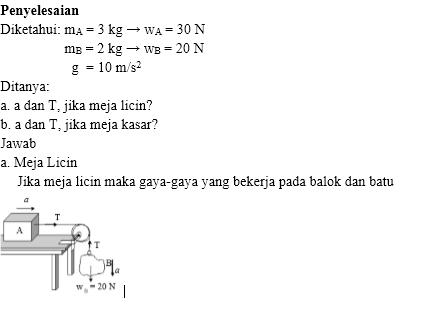 Penyelesaian
Diketahui: mA = 3 kg → wA = 30 N
mB = 2 kg → wB = 20 N
g = 10 m/s²
Ditanya:
a. a dan T, jika meja licin?
b. a dan T, jika meja kasar?
Jawab
a. Meja Licin
Jika meja licin maka gaya-gaya yang bekerja pada balok dan batu
a
T
A
T
B
a
wB = 20 N